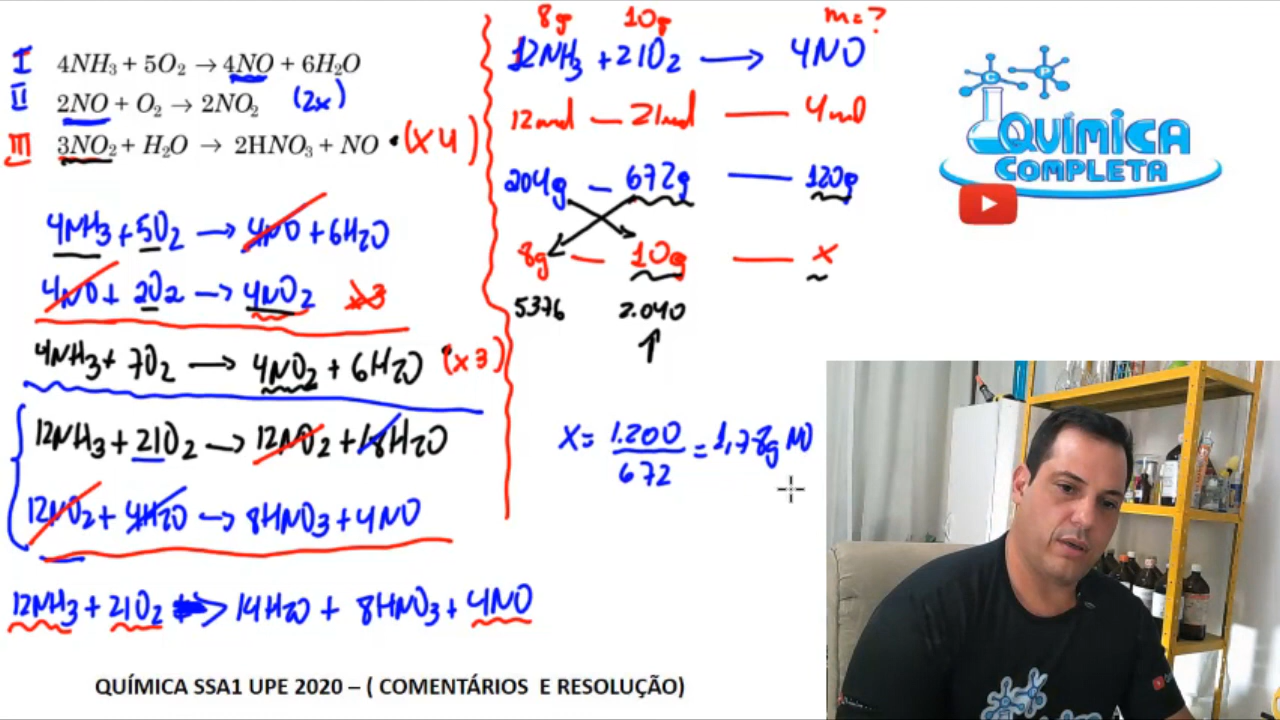 I 4NH₃ + 5O₂ → 4NO + 6H₂O
II 2NO + O₂ → 2NO₂ (2x)
III 3NO₂ + H₂O → 2HNO₃ + NO (x4)
4NH₃ + 5O₂ → 4NO + 6H₂O
4NO + 2O₂ → 4NO₂
4NH₃ + 7O₂ → 4NO₂ + 6H₂O (x3)
12NH₃ + 21O₂ → 12NO₂ + 18H₂O
12NO₂ + 4H₂O → 8HNO₃ + 4NO
12NH₃ + 21O₂ → 14H₂O + 8HNO₃ + 4NO
8g 10g m=?
12NH₃ + 21O₂ → 4NO
12mol — 21mol — 4mol
204g — 672g — 120g
8g — 10g — x
5376 2.040
X = 1.200 / 672 = 1,78g NO
QUÍMICA
COMPLETA
QUÍMICA SSA1 UPE 2020 – ( COMENTÁRIOS E RESOLUÇÃO)